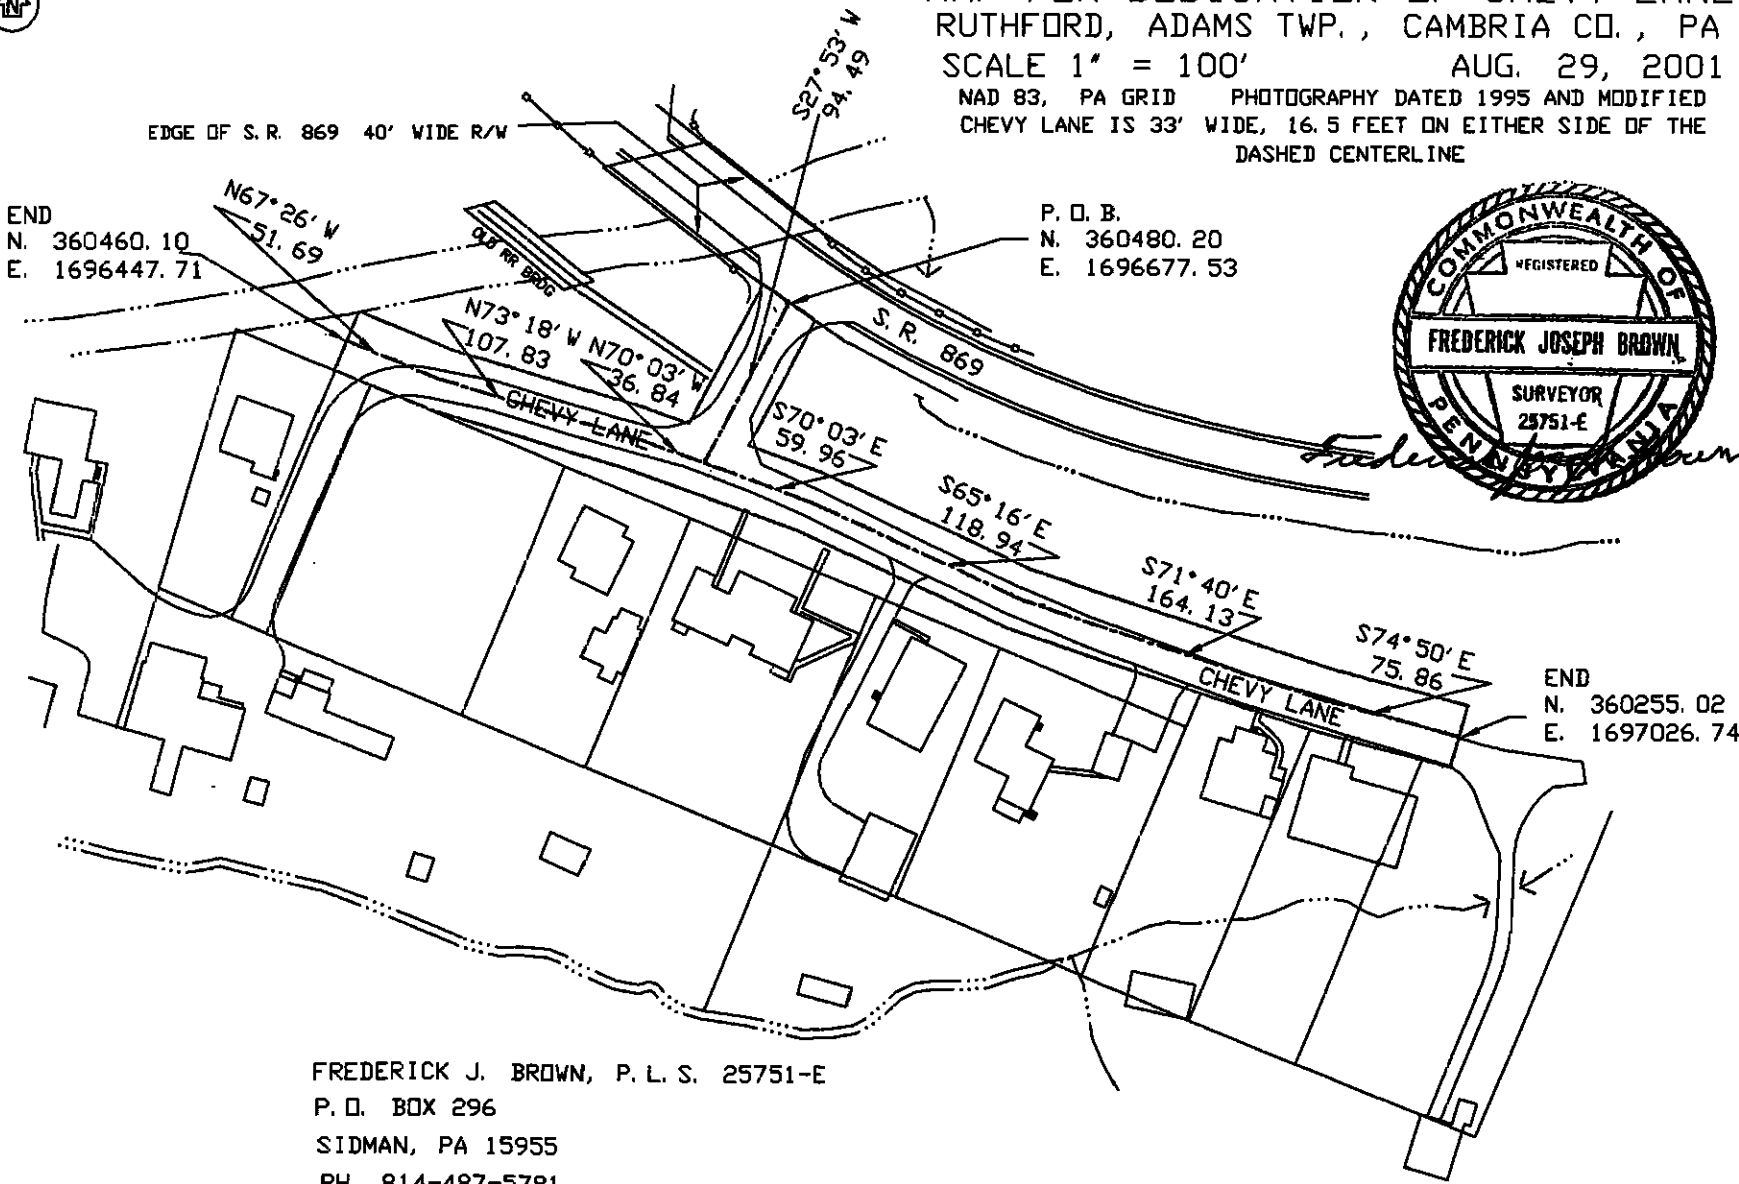 N
RUTHFORD, ADAMS TWP., CAMBRIA CO., PA
SCALE 1" = 100' AUG. 29, 2001
NAD 83, PA GRID PHOTOGRAPHY DATED 1995 AND MODIFIED
CHEVY LANE IS 33' WIDE, 16.5 FEET ON EITHER SIDE OF THE
DASHED CENTERLINE
S27°53' W
94.49
EDGE OF S.R. 869 40' WIDE R/W
END
N. 360460.10
E. 1696447.71
N67°26' W
51.69
OLD RR BRDG
P.O.B.
N. 360480.20
E. 1696677.53
COMMONWEALTH OF
REGISTERED
FREDERICK JOSEPH BROWN
SURVEYOR
25751-E
PENNSYLVANIA
N73°18' W
107.83
N70°03' W
36.84
S.R. 869
CHEVY LANE
S70°03' E
59.96
S65°16' E
118.94
S71°40' E
164.13
S74°50' E
75.86
CHEVY LANE
END
N. 360255.02
E. 1697026.74
FREDERICK J. BROWN, P.L.S. 25751-E
P.O. BOX 296
SIDMAN, PA 15955
PH. 814-487-5781